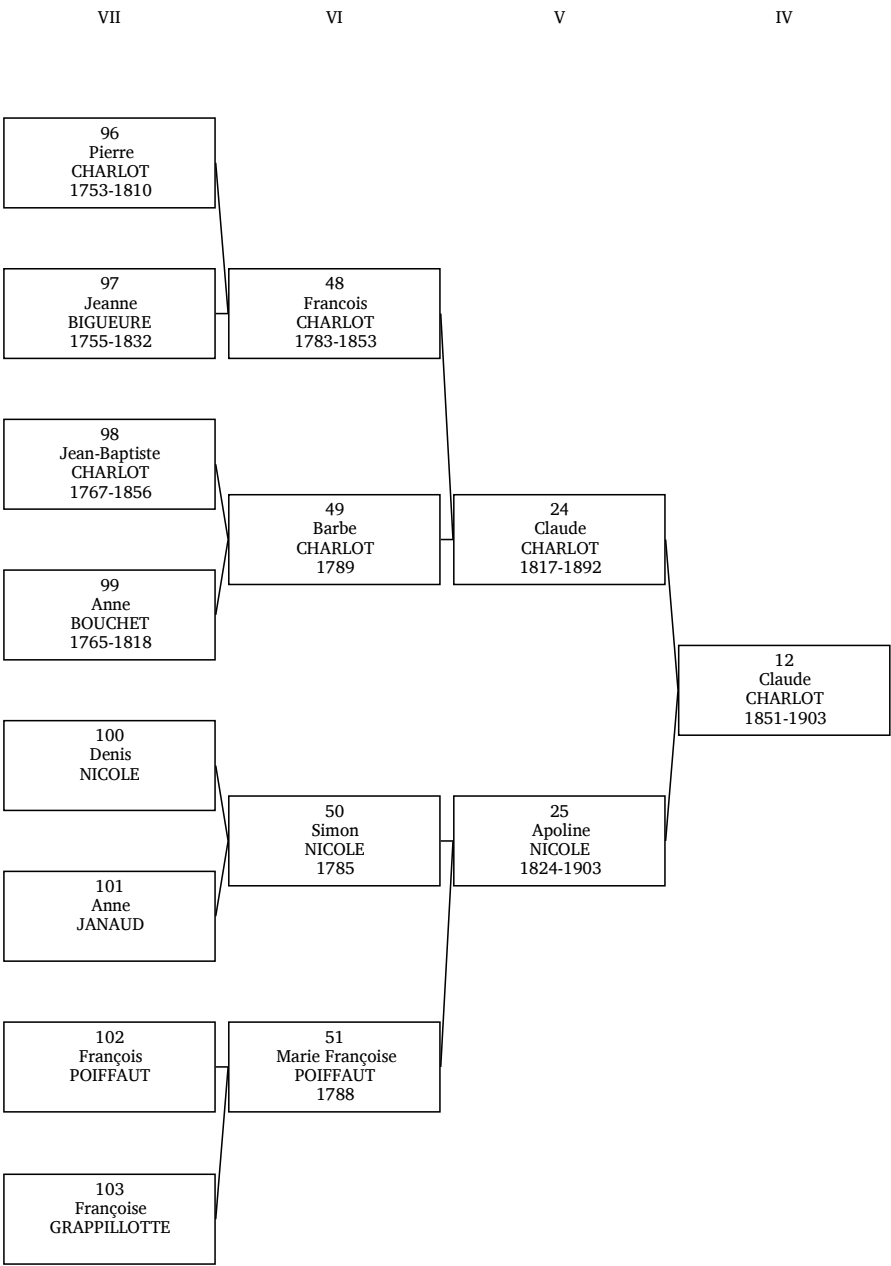 VII
VI
V
IV
96
Pierre
CHARLOT
1753-1810
97
Jeanne
BIGUEURE
1755-1832
48
Francois
CHARLOT
1783-1853
98
Jean-Baptiste
CHARLOT
1767-1856
49
Barbe
CHARLOT
1789
24
Claude
CHARLOT
1817-1892
99
Anne
BOUCHET
1765-1818
12
Claude
CHARLOT
1851-1903
100
Denis
NICOLE
50
Simon
NICOLE
1785
25
Apoline
NICOLE
1824-1903
101
Anne
JANAUD
102
François
POIFFAUT
51
Marie Françoise
POIFFAUT
1788
103
Françoise
GRAPPILLOTTE